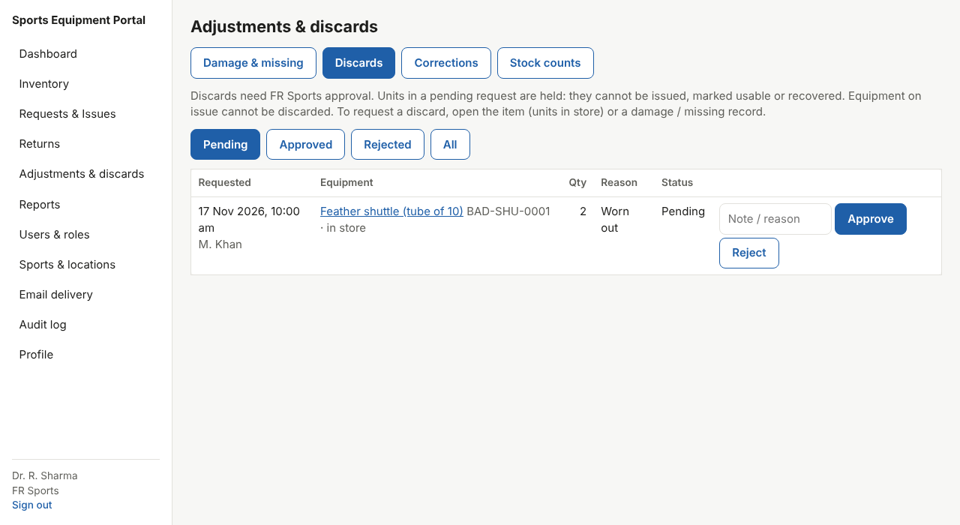 Sports Equipment Portal
Dashboard
Inventory
Requests & Issues
Returns
Adjustments & discards
Reports
Users & roles
Sports & locations
Email delivery
Audit log
Profile
Dr. R. Sharma
FR Sports
Sign out
Adjustments & discards
Damage & missing Discards Corrections Stock counts
Discards need FR Sports approval. Units in a pending request are held: they cannot be issued, marked usable or recovered. Equipment on
issue cannot be discarded. To request a discard, open the item (units in store) or a damage / missing record.
Pending Approved Rejected All
Requested Equipment Qty Reason Status
17 Nov 2026, 10:00 Feather shuttle (tube of 10) BAD-SHU-0001 2 Worn Pending Note / reason Approve
am · in store out
M. Khan Reject